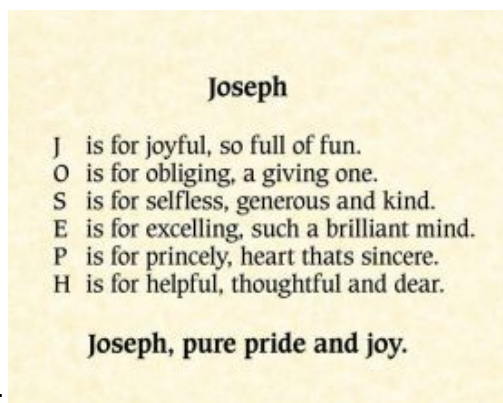 Joseph
J is for joyful, so full of fun.
O is for obliging, a giving one.
S is for selfless, generous and kind.
E is for excelling, such a brilliant mind.
P is for princely, heart thats sincere.
H is for helpful, thoughtful and dear.
Joseph, pure pride and joy.